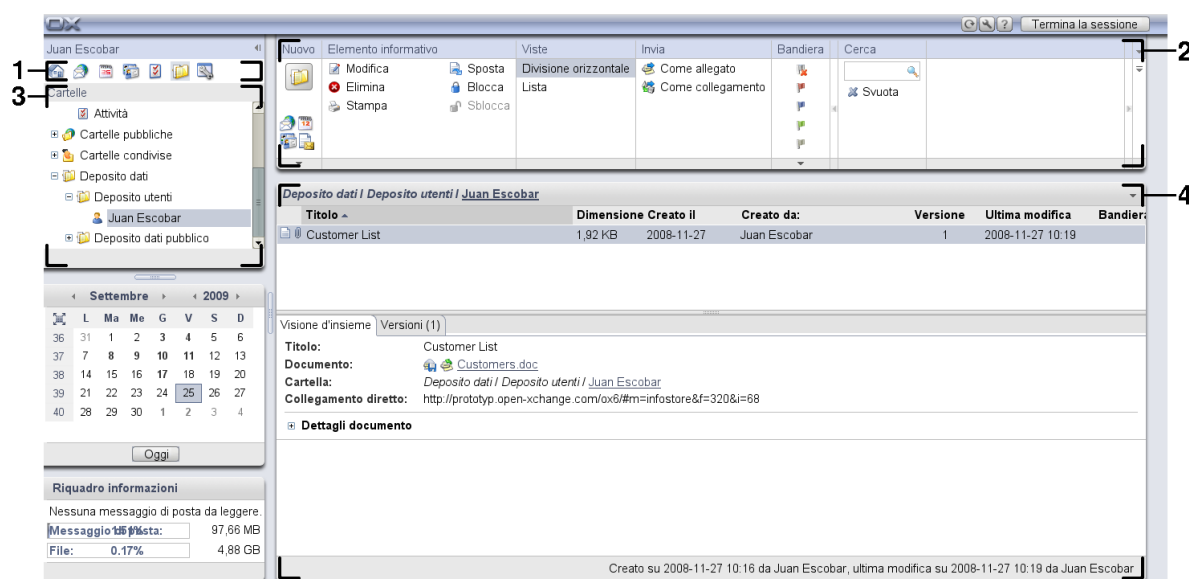 OX
Termina la sessione
Juan Escobar
Nuovo Elemento informativo Viste Invia Bandiera Cerca
2
1
Modifica Sposta Divisione orizzontale Come allegato
Elimina Blocca Lista Come collegamento Svuota
Stampa Sblocca
3
Cartelle
Attività
Cartelle pubbliche
Cartelle condivise
Deposito dati
Deposito utenti
Juan Escobar
Deposito dati pubblico
Deposito dati / Deposito utenti / Juan Escobar
4
Titolo Dimensione Creato il Creato da: Versione Ultima modifica Bandiera
Customer List 1,92 KB 2008-11-27 Juan Escobar 1 2008-11-27 10:19
Settembre 2009
L Ma Me G V S D
36 31 1 2 3 4 5 6
37 7 8 9 10 11 12 13
38 14 15 16 17 18 19 20
39 21 22 23 24 25 26 27
40 28 29 30 1 2 3 4
Oggi
Visione d'insieme Versioni (1)
Titolo: Customer List
Documento: Customers.doc
Cartella: Deposito dati / Deposito utenti / Juan Escobar
Collegamento diretto: http://prototyp.open-xchange.com/ox6/#m=infostore&f=320&i=68
Dettagli documento
Riquadro informazioni
Nessuna messaggio di posta da leggere.
Messaggio di posta: 97,66 MB
File: 0.17% 4,88 GB
Creato su 2008-11-27 10:16 da Juan Escobar, ultima modifica su 2008-11-27 10:19 da Juan Escobar